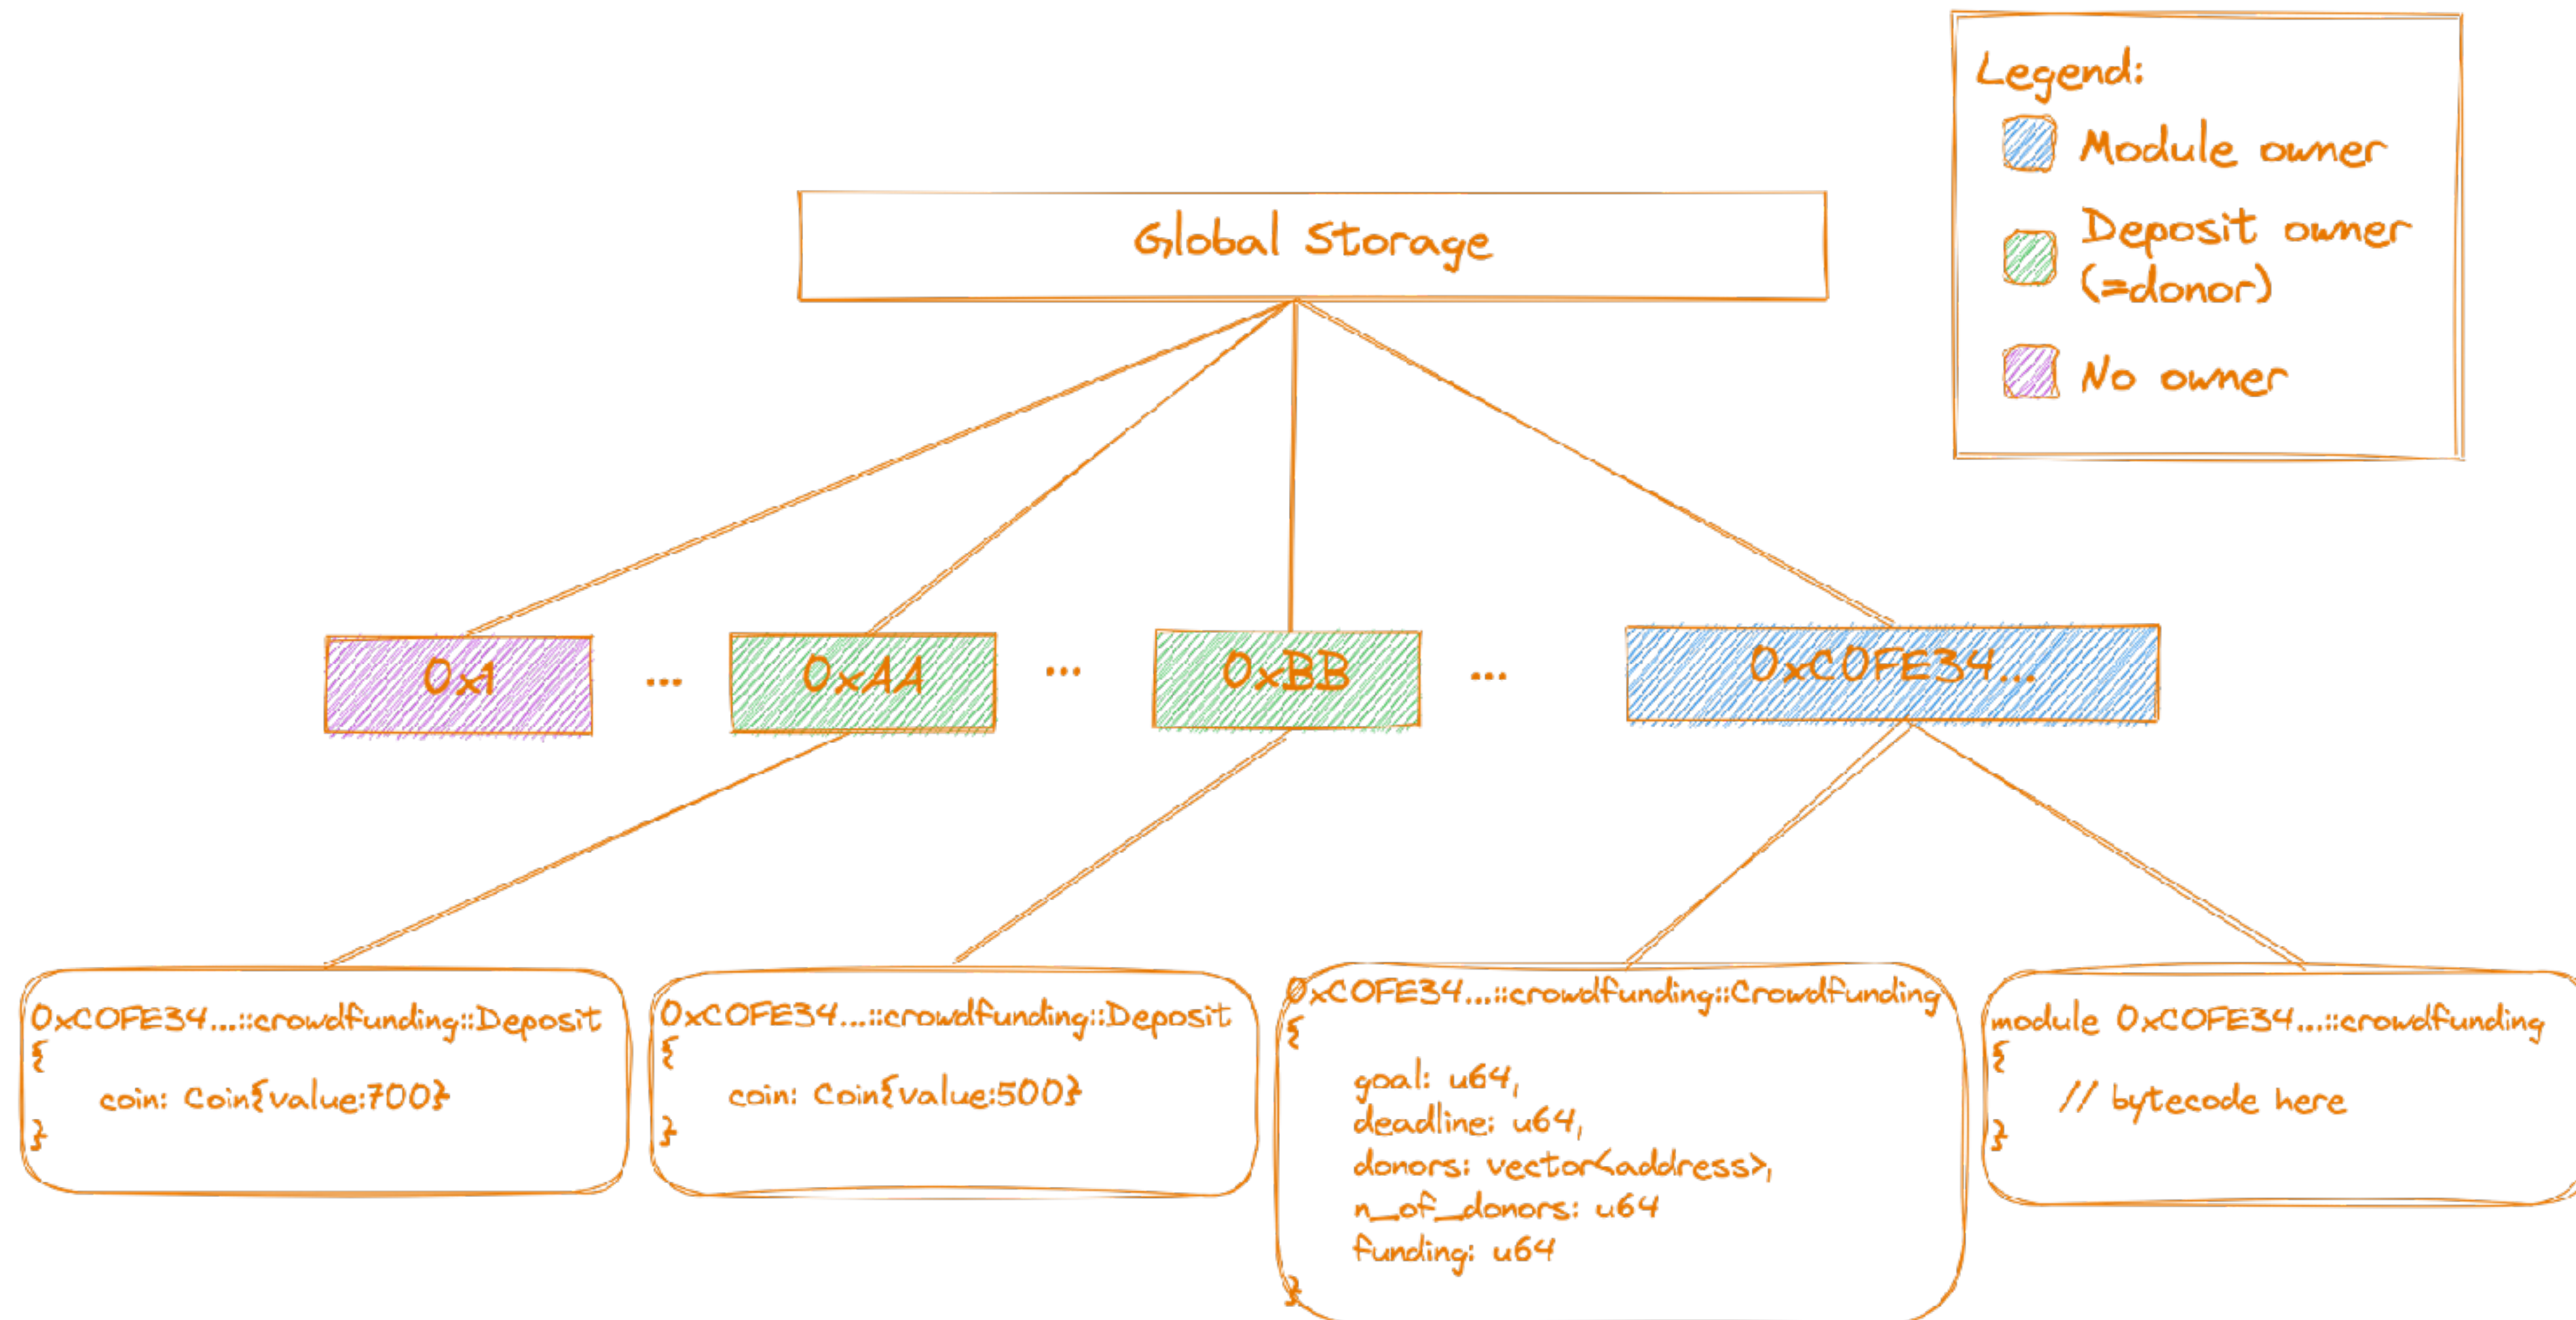 Legend:
Module owner
Deposit owner
(=donor)
No owner
Global Storage
0x1
...
0xAA
...
0xBB
...
0xC0FE34...
0xC0FE34...::crowdfunding::Deposit
{
coin: Coin{value:700}
}
0xC0FE34...::crowdfunding::Deposit
{
coin: Coin{value:500}
}
0xC0FE34...::crowdfunding::Crowdfunding
{
goal: u64,
deadline: u64,
donors: vector<address>,
n_of_donors: u64
funding: u64
}
module 0xC0FE34...::crowdfunding
{
// bytecode here
}